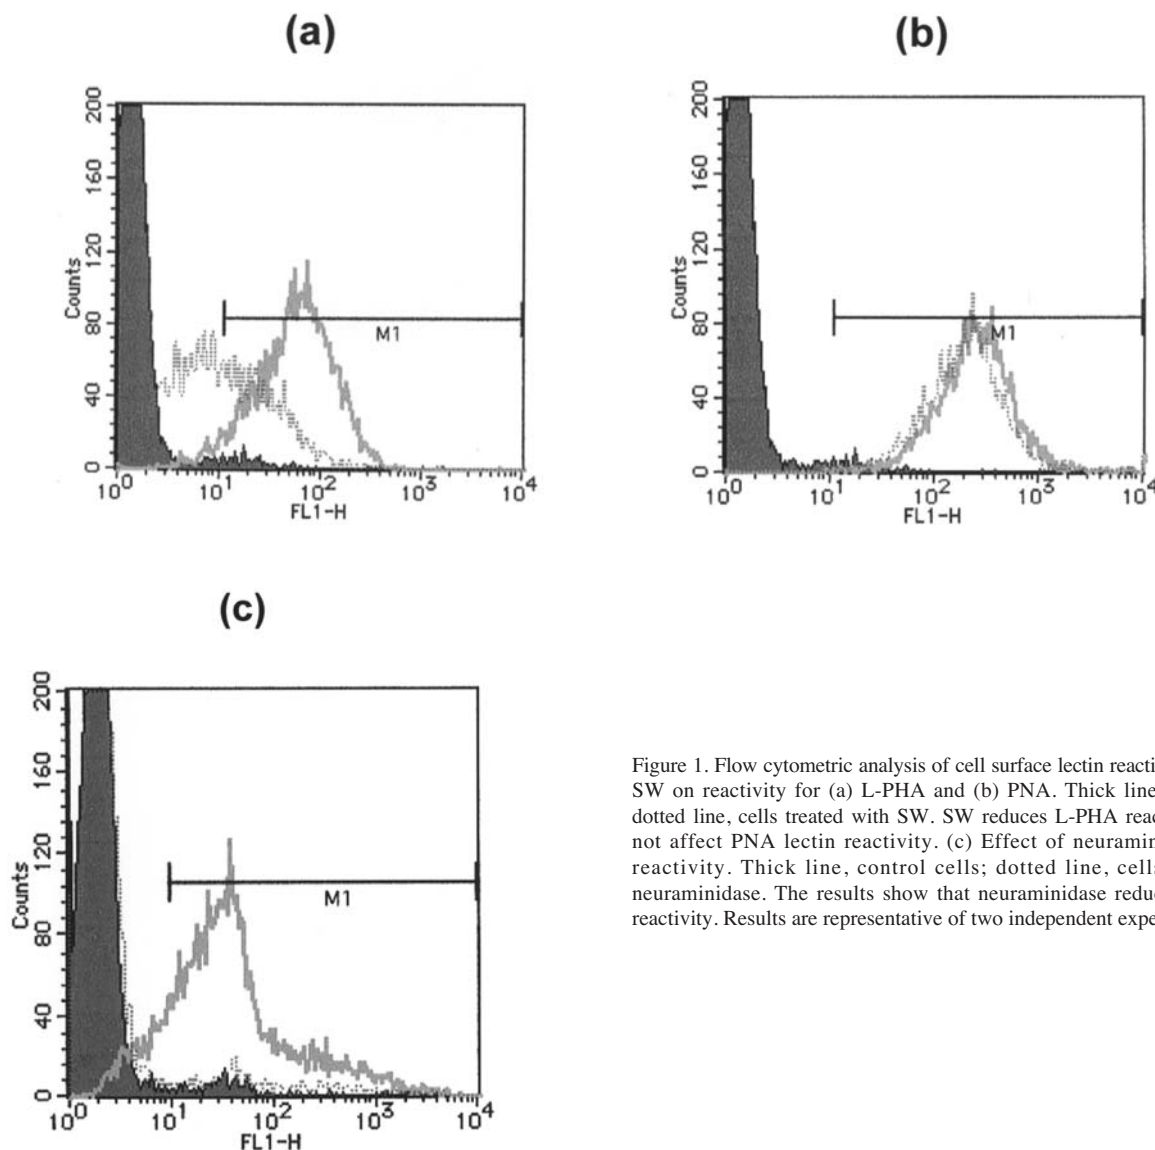 (a)
200
160
120
80
40
0
Counts
M1
10^0 10^1 10^2 10^3 10^4
FL1-H
(b)
200
160
120
80
40
0
Counts
M1
10^0 10^1 10^2 10^3 10^4
FL1-H
(c)
200
160
120
80
40
0
Counts
M1
10^0 10^1 10^2 10^3 10^4
FL1-H
Figure 1. Flow cytometric analysis of cell surface lectin reacti
SW on reactivity for (a) L-PHA and (b) PNA. Thick line
dotted line, cells treated with SW. SW reduces L-PHA reac
not affect PNA lectin reactivity. (c) Effect of neuramin
reactivity. Thick line, control cells; dotted line, cells
neuraminidase. The results show that neuraminidase reduc
reactivity. Results are representative of two independent expe